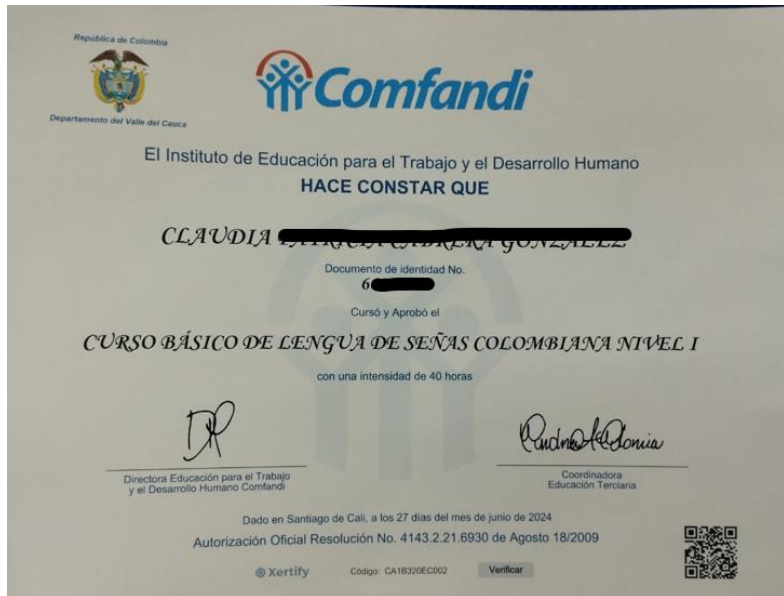 República de Colombia
Departamento del Valle del Cauca
Comfandi
El Instituto de Educación para el Trabajo y el Desarrollo Humano
HACE CONSTAR QUE
CLAUDIA
Documento de identidad No.
6
Cursó y Aprobó el
CURSO BÁSICO DE LENGUA DE SEÑAS COLOMBIANA NIVEL I
con una intensidad de 40 horas
Directora Educación para el Trabajo
y el Desarrollo Humano Comfandi
Coordinadora
Educación Terciaria
Dado en Santiago de Cali, a los 27 días del mes de junio de 2024
Autorización Oficial Resolución No. 4143.2.21.6930 de Agosto 18/2009
Xertify Código: CA1B320EC002 Verificar